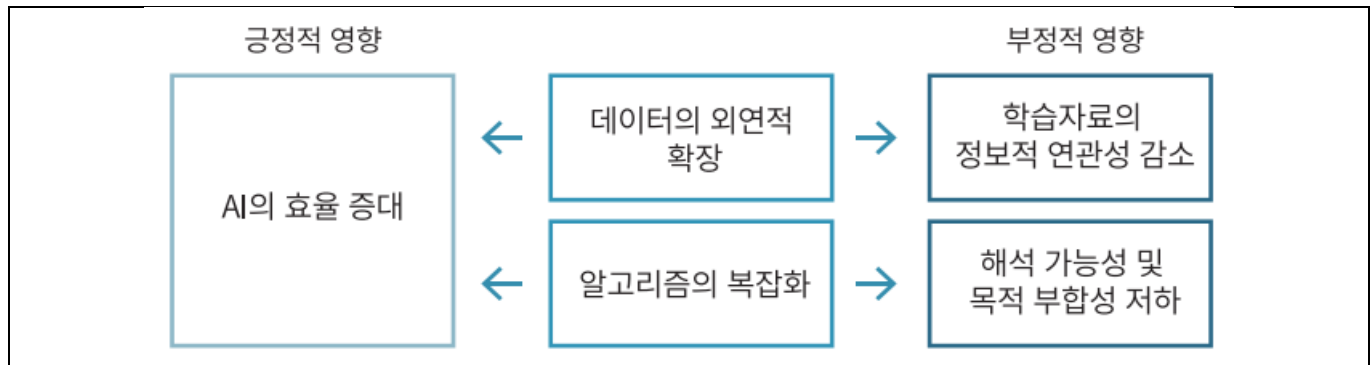 긍정적 영향
부정적 영향
AI의 효율 증대
데이터의 외연적
확장
학습자료의
정보적 연관성 감소
알고리즘의 복잡화
해석 가능성 및
목적 부합성 저하